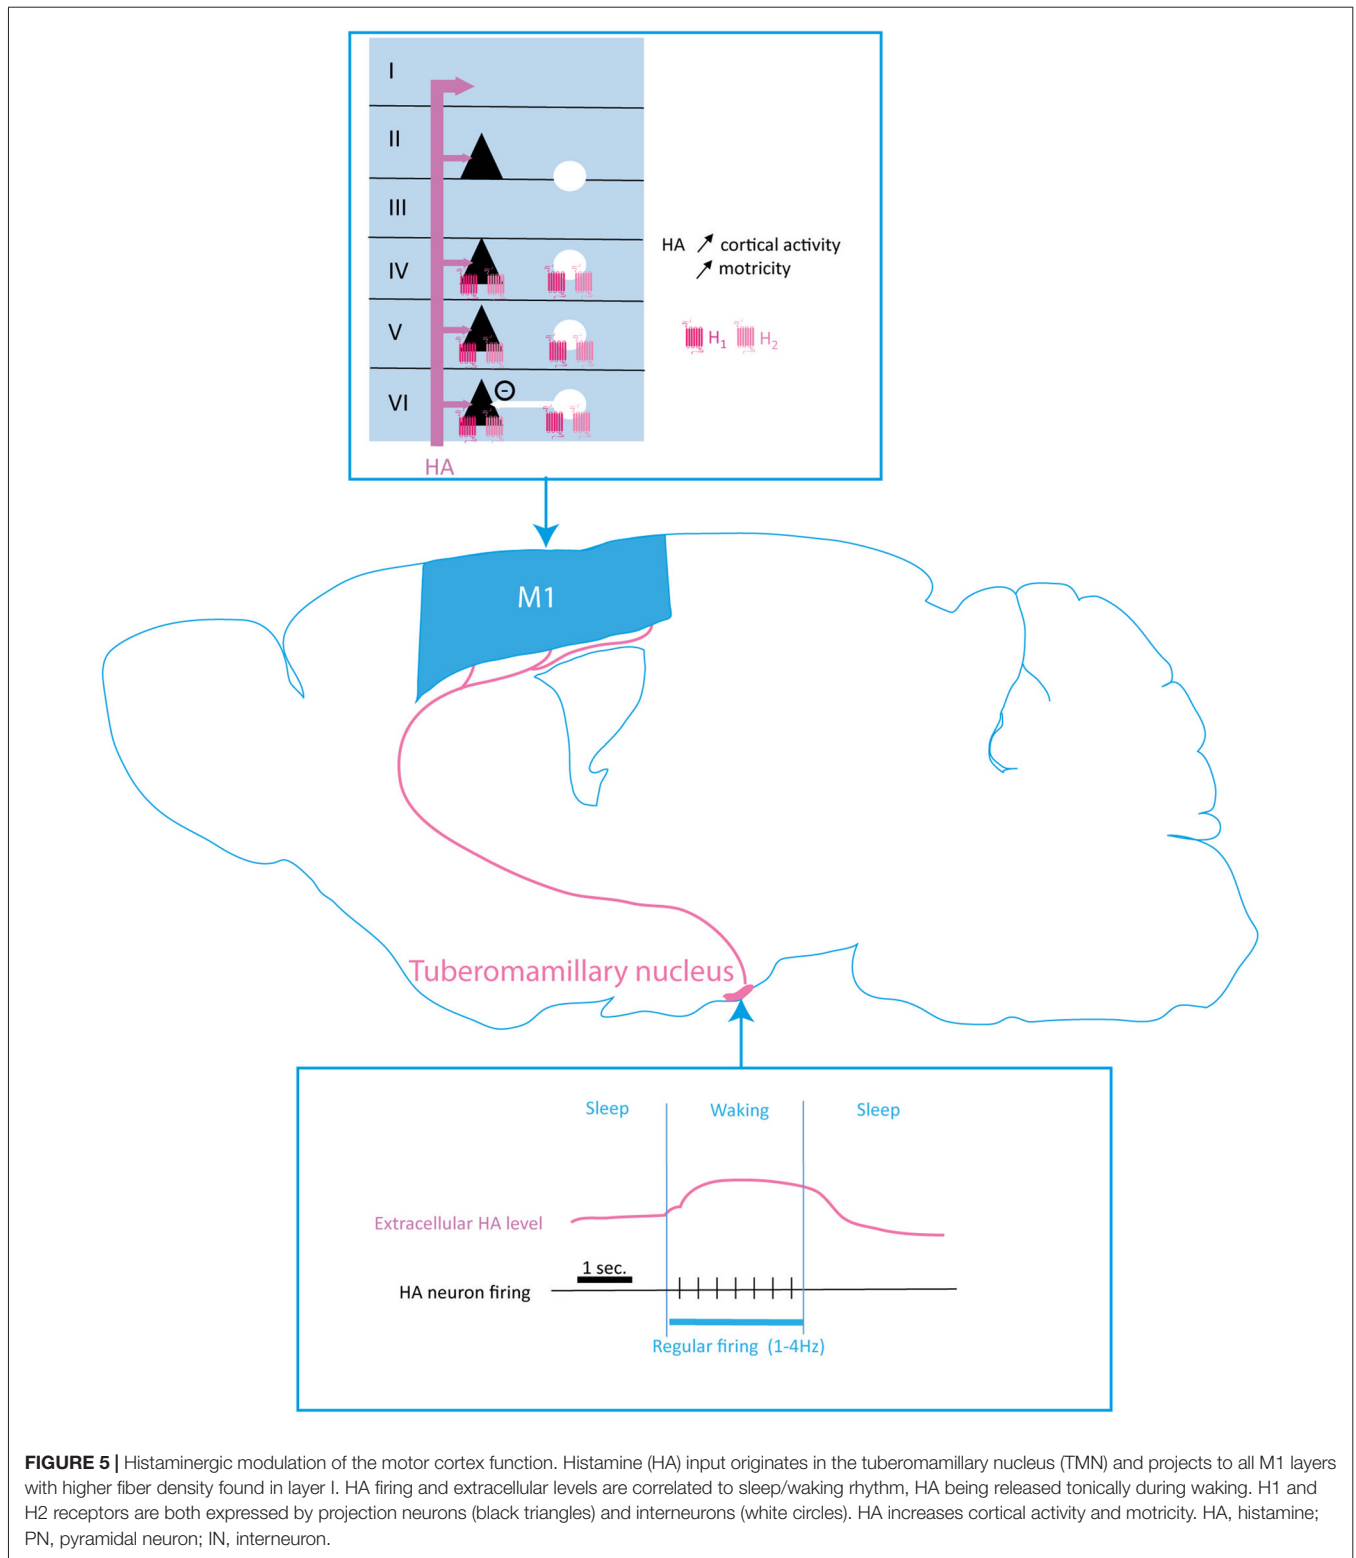 I
II
III
IV
V
VI
HA
HA ↗ cortical activity
↗ motricity
H1 H2
M1
Tuberomamillary nucleus
Sleep Waking Sleep
Extracellular HA level
1 sec.
HA neuron firing
Regular firing (1-4Hz)
FIGURE 5 | Histaminergic modulation of the motor cortex function. Histamine (HA) input originates in the tuberomamillary nucleus (TMN) and projects to all M1 layers
with higher fiber density found in layer I. HA firing and extracellular levels are correlated to sleep/waking rhythm, HA being released tonically during waking. H1 and
H2 receptors are both expressed by projection neurons (black triangles) and interneurons (white circles). HA increases cortical activity and motricity. HA, histamine;
PN, pyramidal neuron; IN, interneuron.